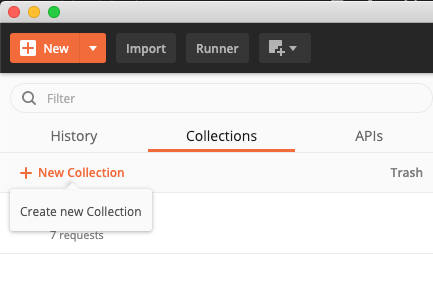 New
Import
Runner
Filter
History
Collections
APIs
New Collection
Trash
Create new Collection
7 requests